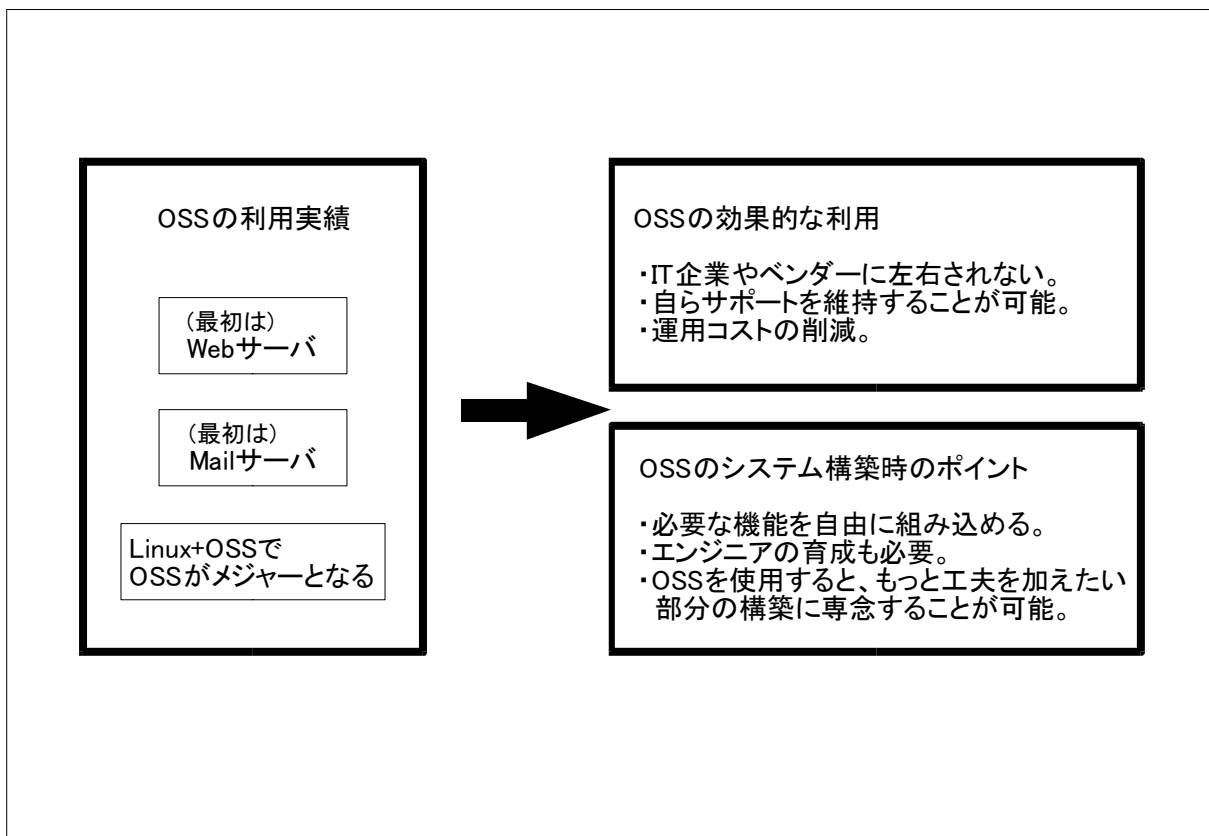 OSSの利用実績
(最初は)
Webサーバ
(最初は)
Mailサーバ
Linux+OSSで
OSSがメジャーとなる
OSSの効果的な利用
・IT企業やベンダーに左右されない。
・自らサポートを維持することが可能。
・運用コストの削減。
OSSのシステム構築時のポイント
・必要な機能を自由に組み込める。
・エンジニアの育成も必要。
・OSSを使用すると、もっと工夫を加えたい
部分の構築に専念することが可能。